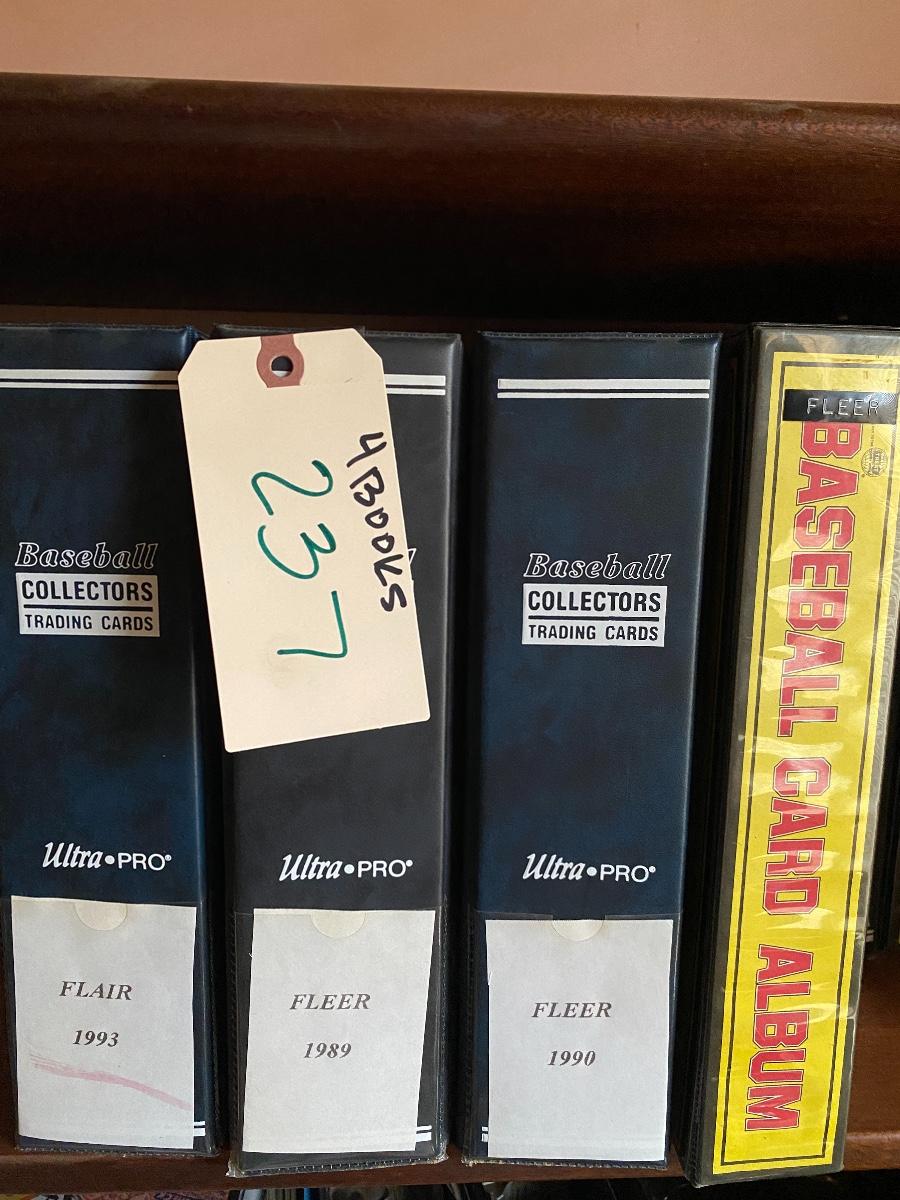 Baseball
COLLECTORS
TRADING CARDS
Ultra•PRO®
FLAIR
1993
4 BOOKS
237
Ultra•PRO®
FLEER
1989
Baseball
COLLECTORS
TRADING CARDS
Ultra•PRO®
FLEER
1990
FLEER
BASEBALL CARD ALBUM